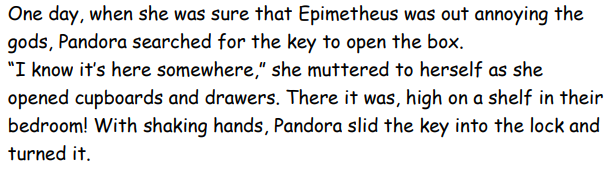 One day, when she was sure that Epimetheus was out annoying the
gods, Pandora searched for the key to open the box.
“I know it’s here somewhere,” she muttered to herself as she
opened cupboards and drawers. There it was, high on a shelf in their
bedroom! With shaking hands, Pandora slid the key into the lock and
turned it.